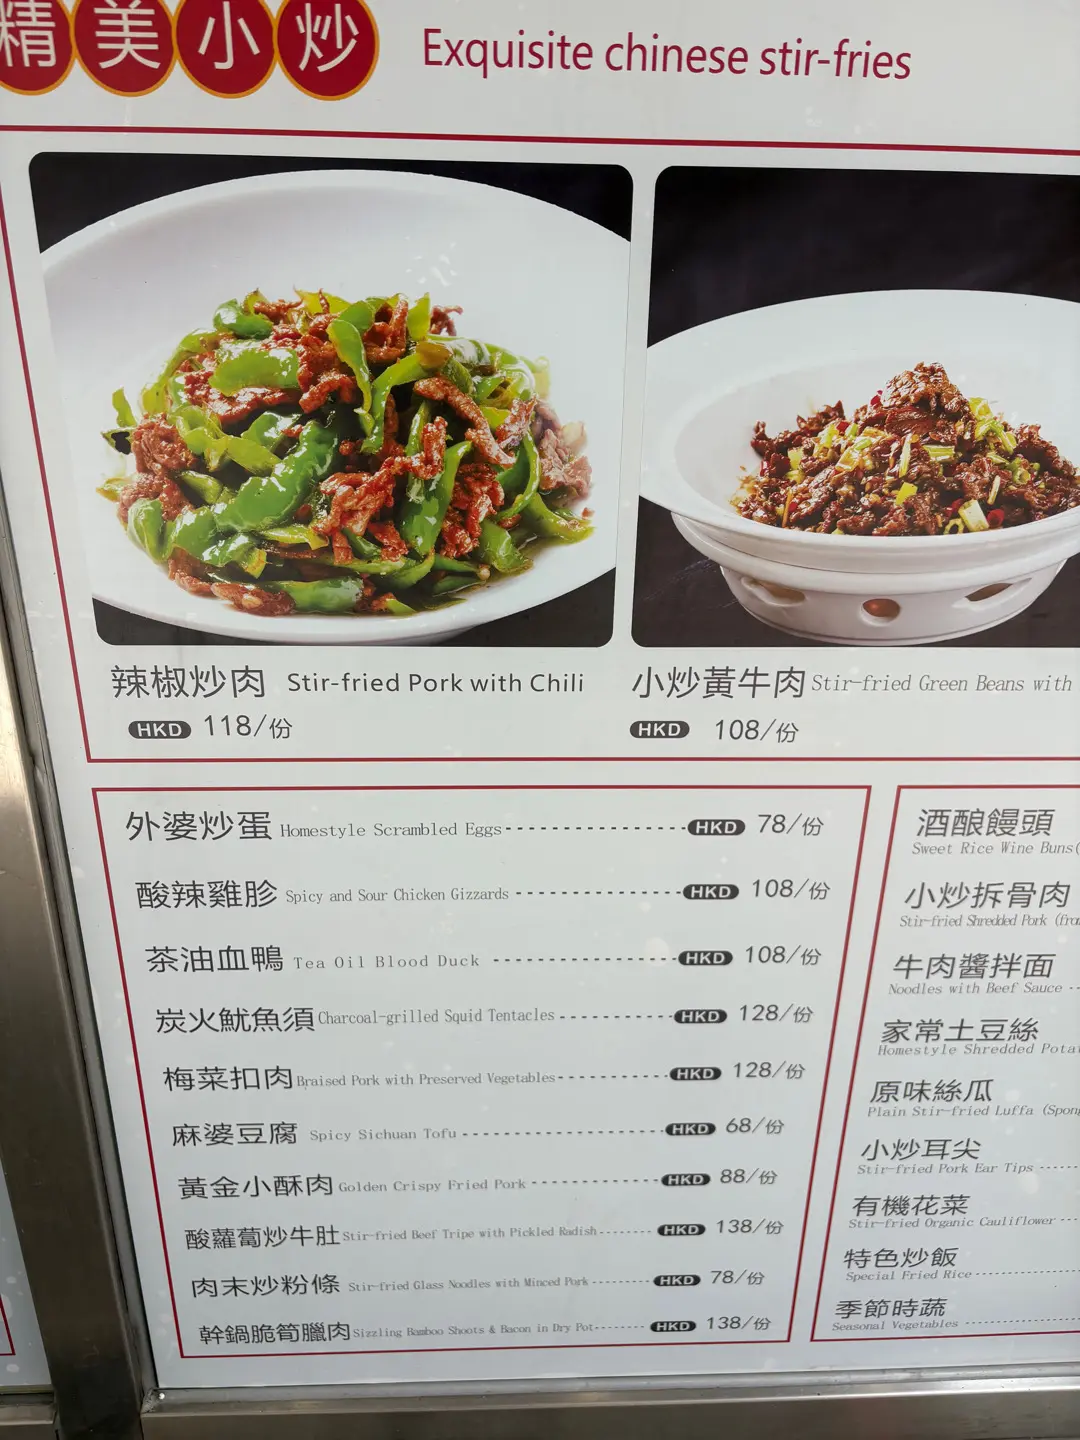 精美小炒 Exquisite chinese stir-fries
辣椒炒肉 Stir-fried Pork with Chili
HKD 118/份
小炒黃牛肉 Stir-fried Green Beans with
HKD 108/份
外婆炒蛋 Homestyle Scrambled Eggs HKD 78/份
酸辣雞胗 Spicy and Sour Chicken Gizzards HKD 108/份
茶油血鴨 Tea Oil Blood Duck HKD 108/份
炭火魷魚須 Charcoal-grilled Squid Tentacles HKD 128/份
梅菜扣肉 Braised Pork with Preserved Vegetables HKD 128/份
麻婆豆腐 Spicy Sichuan Tofu HKD 68/份
黃金小酥肉 Golden Crispy Fried Pork HKD 88/份
酸蘿蔔炒牛肚 Stir-fried Beef Tripe with Pickled Radish HKD 138/份
肉末炒粉條 Stir-fried Glass Noodles with Minced Pork HKD 78/份
幹鍋脆筍臘肉 Sizzling Bamboo Shoots & Bacon in Dry Pot HKD 138/份
酒釀饅頭
Sweet Rice Wine Buns(
小炒拆骨肉
Stir-fried Shredded Pork (from
牛肉醬拌面
Noodles with Beef Sauce
家常土豆絲
Homestyle Shredded Potat
原味絲瓜
Plain Stir-fried Luffa (Spong
小炒耳尖
Stir-fried Pork Ear Tips
有機花菜
Stir-fried Organic Cauliflower
特色炒飯
Special Fried Rice
季節時蔬
Seasonal Vegetables